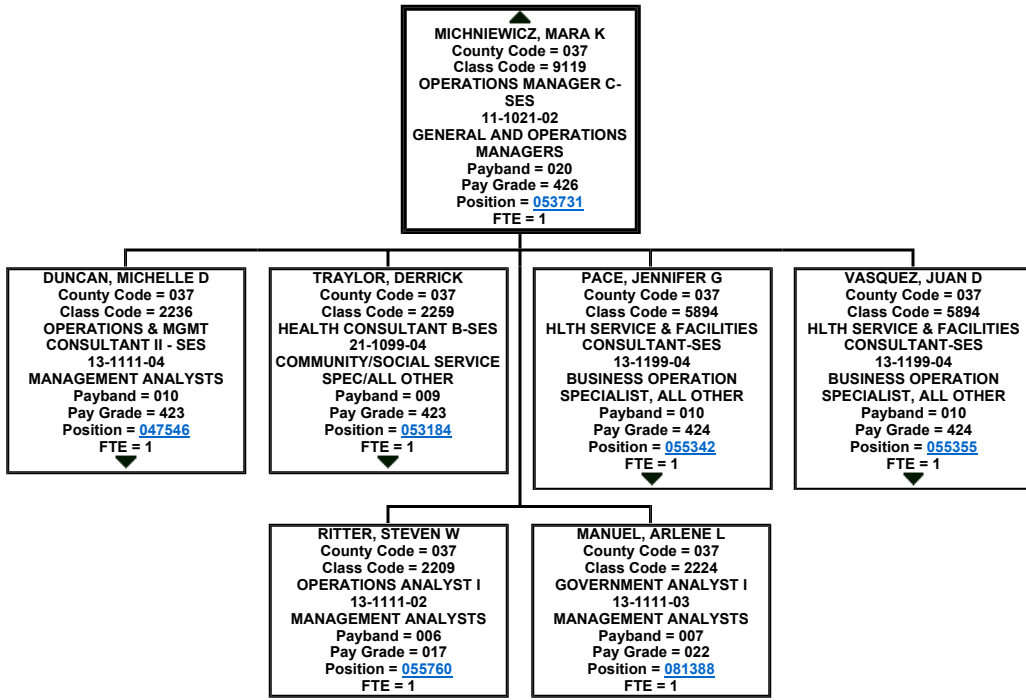 MICHNIEWICZ, MARA K
County Code = 037
Class Code = 9119
OPERATIONS MANAGER C-
SES
11-1021-02
GENERAL AND OPERATIONS
MANAGERS
Payband = 020
Pay Grade = 426
Position = 053731
FTE = 1
DUNCAN, MICHELLE D
County Code = 037
Class Code = 2236
OPERATIONS & MGMT
CONSULTANT II - SES
13-1111-04
MANAGEMENT ANALYSTS
Payband = 010
Pay Grade = 423
Position = 047546
FTE = 1
TRAYLOR, DERRICK
County Code = 037
Class Code = 2259
HEALTH CONSULTANT B-SES
21-1099-04
COMMUNITY/SOCIAL SERVICE
SPEC/ALL OTHER
Payband = 009
Pay Grade = 423
Position = 053184
FTE = 1
PACE, JENNIFER G
County Code = 037
Class Code = 5894
HLTH SERVICE & FACILITIES
CONSULTANT-SES
13-1199-04
BUSINESS OPERATION
SPECIALIST, ALL OTHER
Payband = 010
Pay Grade = 424
Position = 055342
FTE = 1
VASQUEZ, JUAN D
County Code = 037
Class Code = 5894
HLTH SERVICE & FACILITIES
CONSULTANT-SES
13-1199-04
BUSINESS OPERATION
SPECIALIST, ALL OTHER
Payband = 010
Pay Grade = 424
Position = 055355
FTE = 1
RITTER, STEVEN W
County Code = 037
Class Code = 2209
OPERATIONS ANALYST I
13-1111-02
MANAGEMENT ANALYSTS
Payband = 006
Pay Grade = 017
Position = 055760
FTE = 1
MANUEL, ARLENE L
County Code = 037
Class Code = 2224
GOVERNMENT ANALYST I
13-1111-03
MANAGEMENT ANALYSTS
Payband = 007
Pay Grade = 022
Position = 081388
FTE = 1